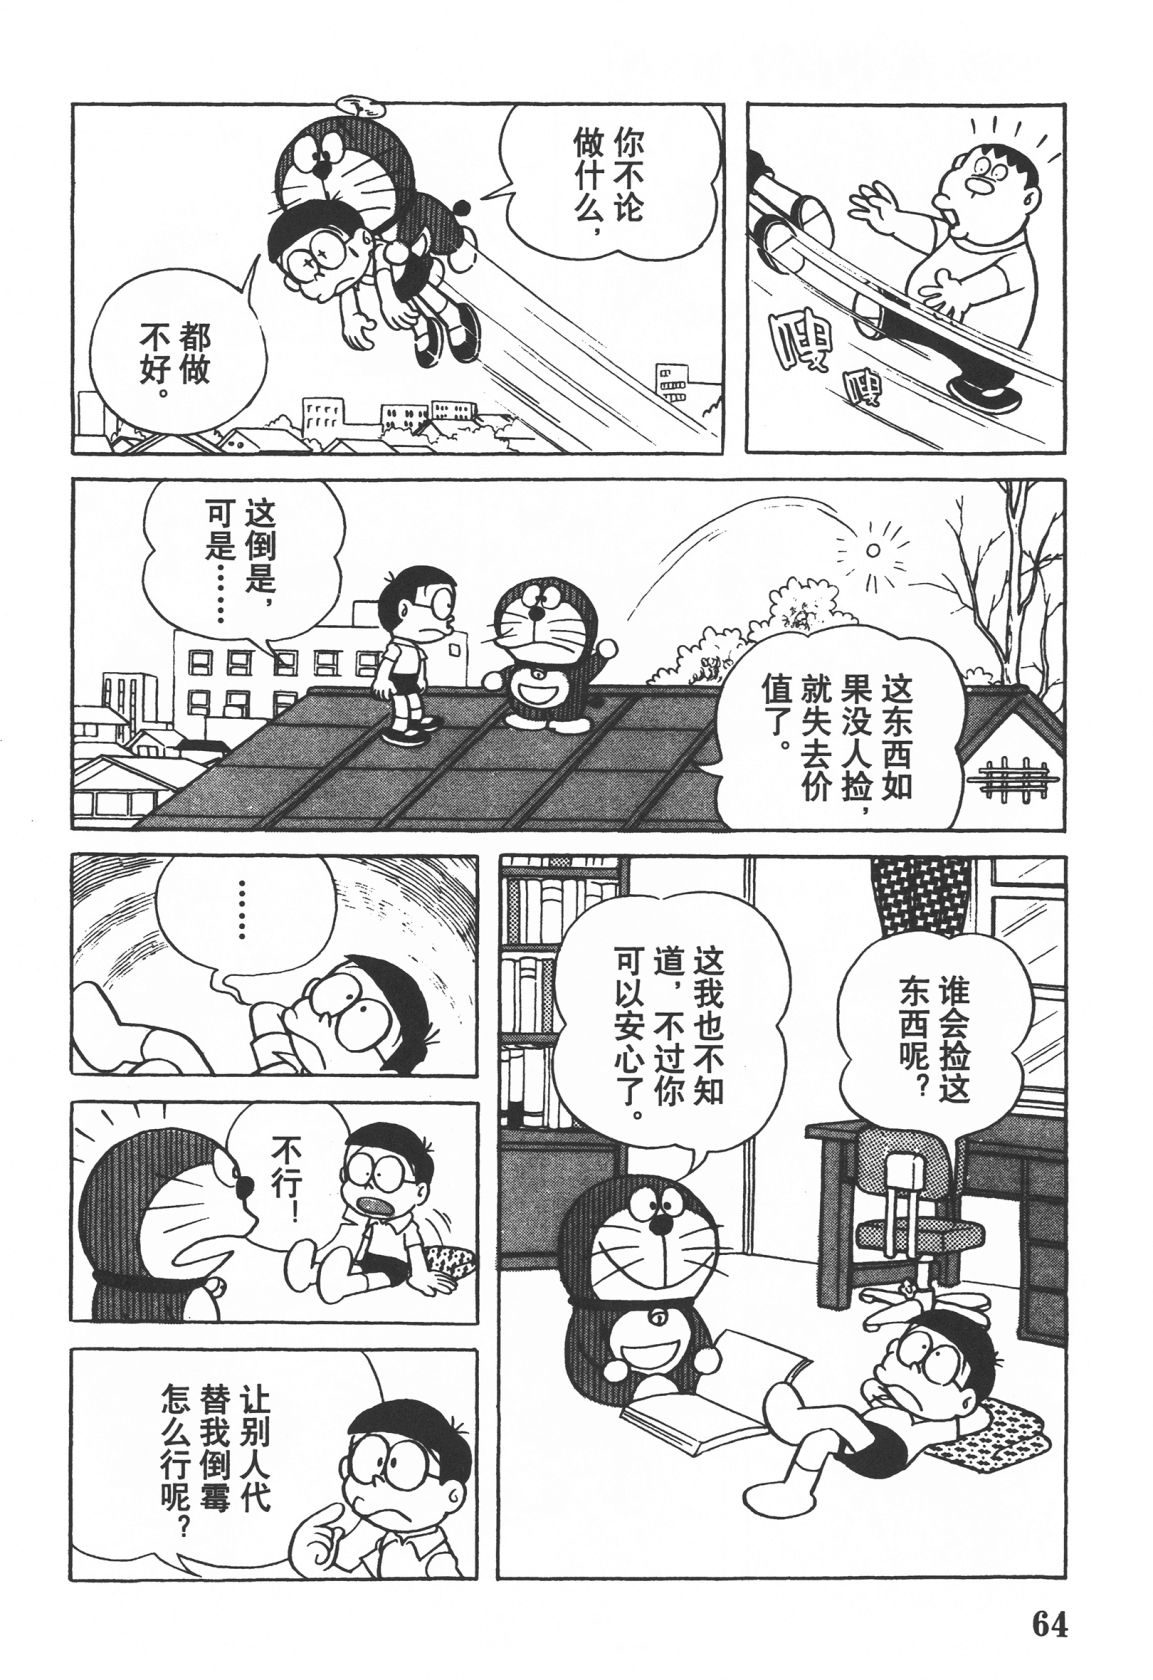 嗖
嗖
你不论
做什么，
都做
不好。
这东西如
果没人捡，
就失去价
值了。
这倒是，
可是……
谁会捡这
东西呢？
这我也不知
道，不过你
可以安心了。
……
不行！
让别人代
替我倒霉
怎么行呢？
64